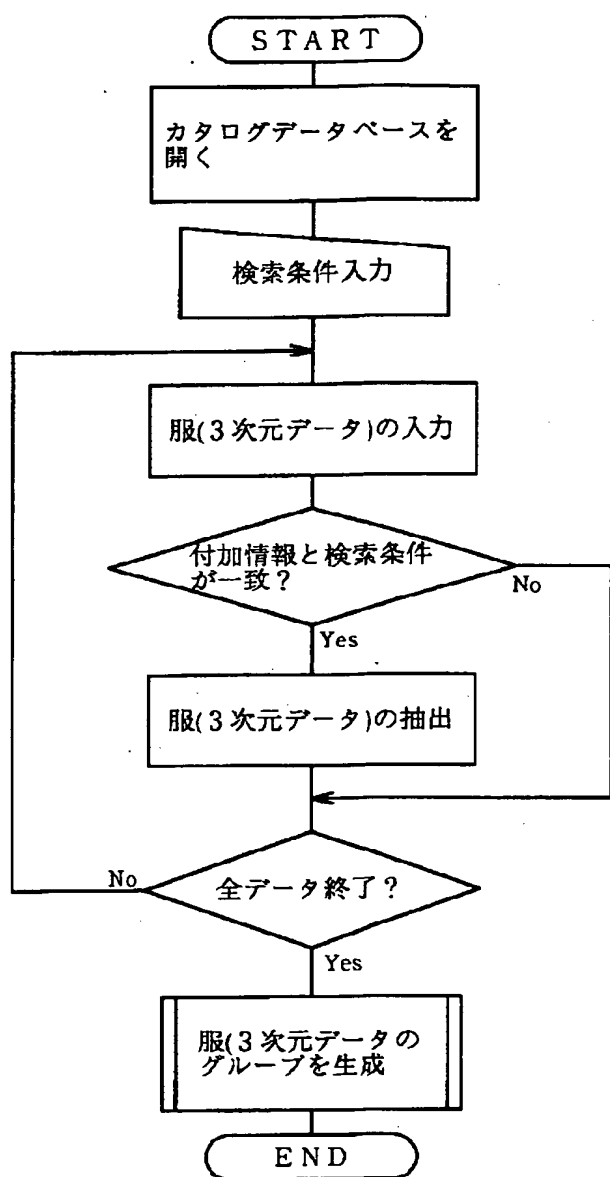 START
カタログデータベースを
開く
検索条件入力
服(3次元データ)の入力
付加情報と検索条件
が一致?
No
Yes
服(3次元データ)の抽出
No
全データ終了?
Yes
服(3次元データの
グループを生成
END